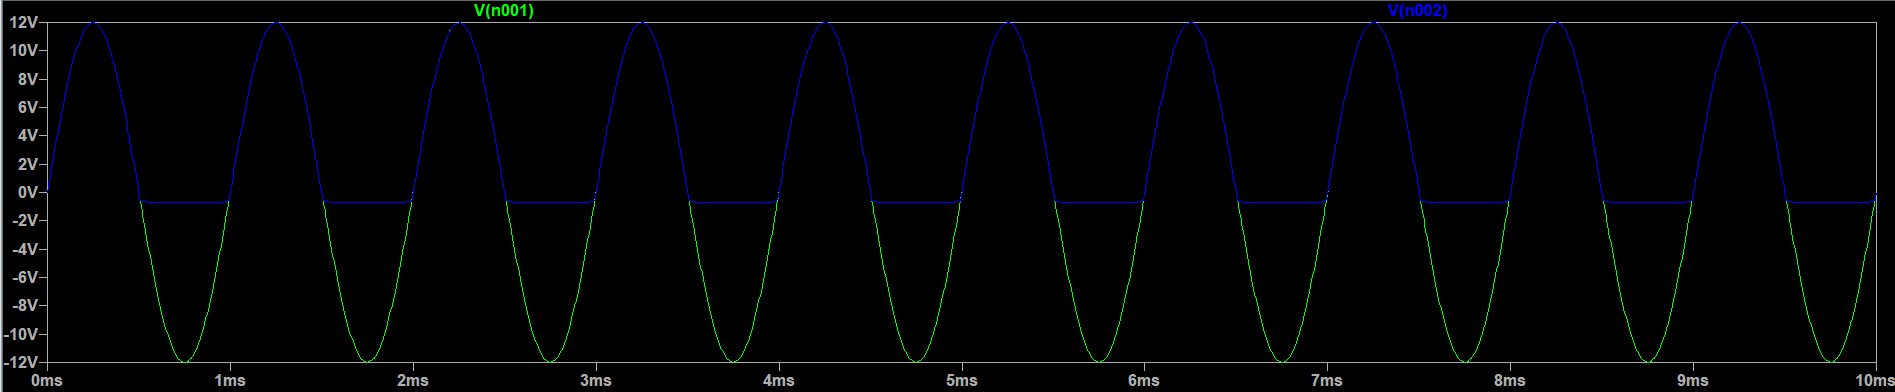 V(n001) V(n002)
12V
10V
8V
6V
4V
2V
0V
-2V
-4V
-6V
-8V
-10V
-12V
0ms 1ms 2ms 3ms 4ms 5ms 6ms 7ms 8ms 9ms 10ms